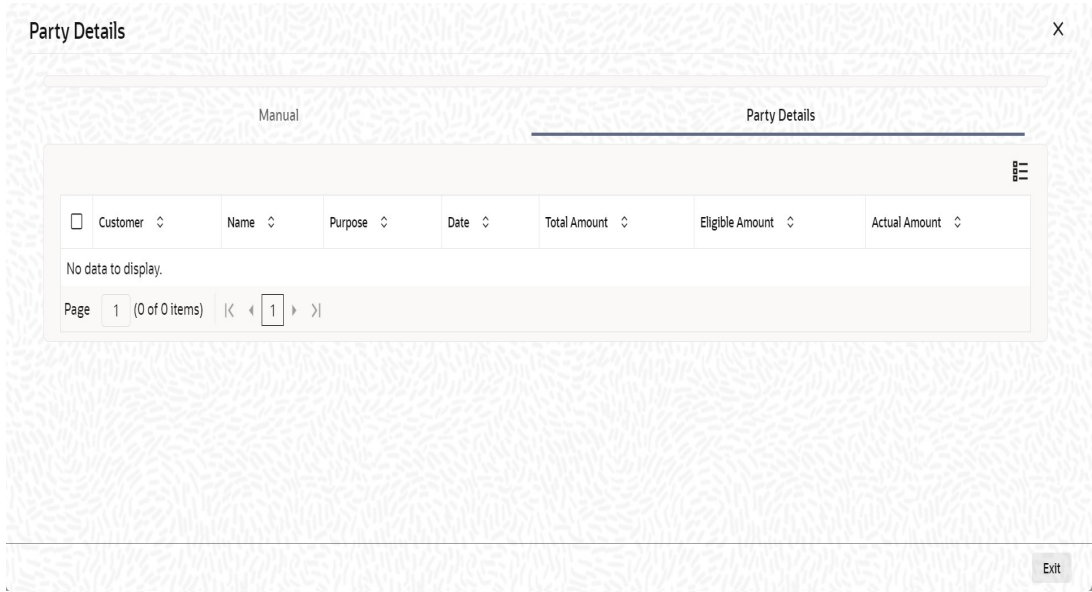 Party Details X
Manual Party Details
Customer Name Purpose Date Total Amount Eligible Amount Actual Amount
No data to display.
Page 1 (0 of 0 items) 1
Exit